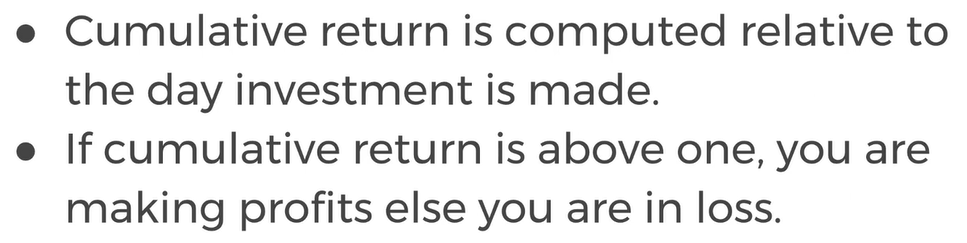 ● Cumulative return is computed relative to
the day investment is made.
● If cumulative return is above one, you are
making profits else you are in loss.